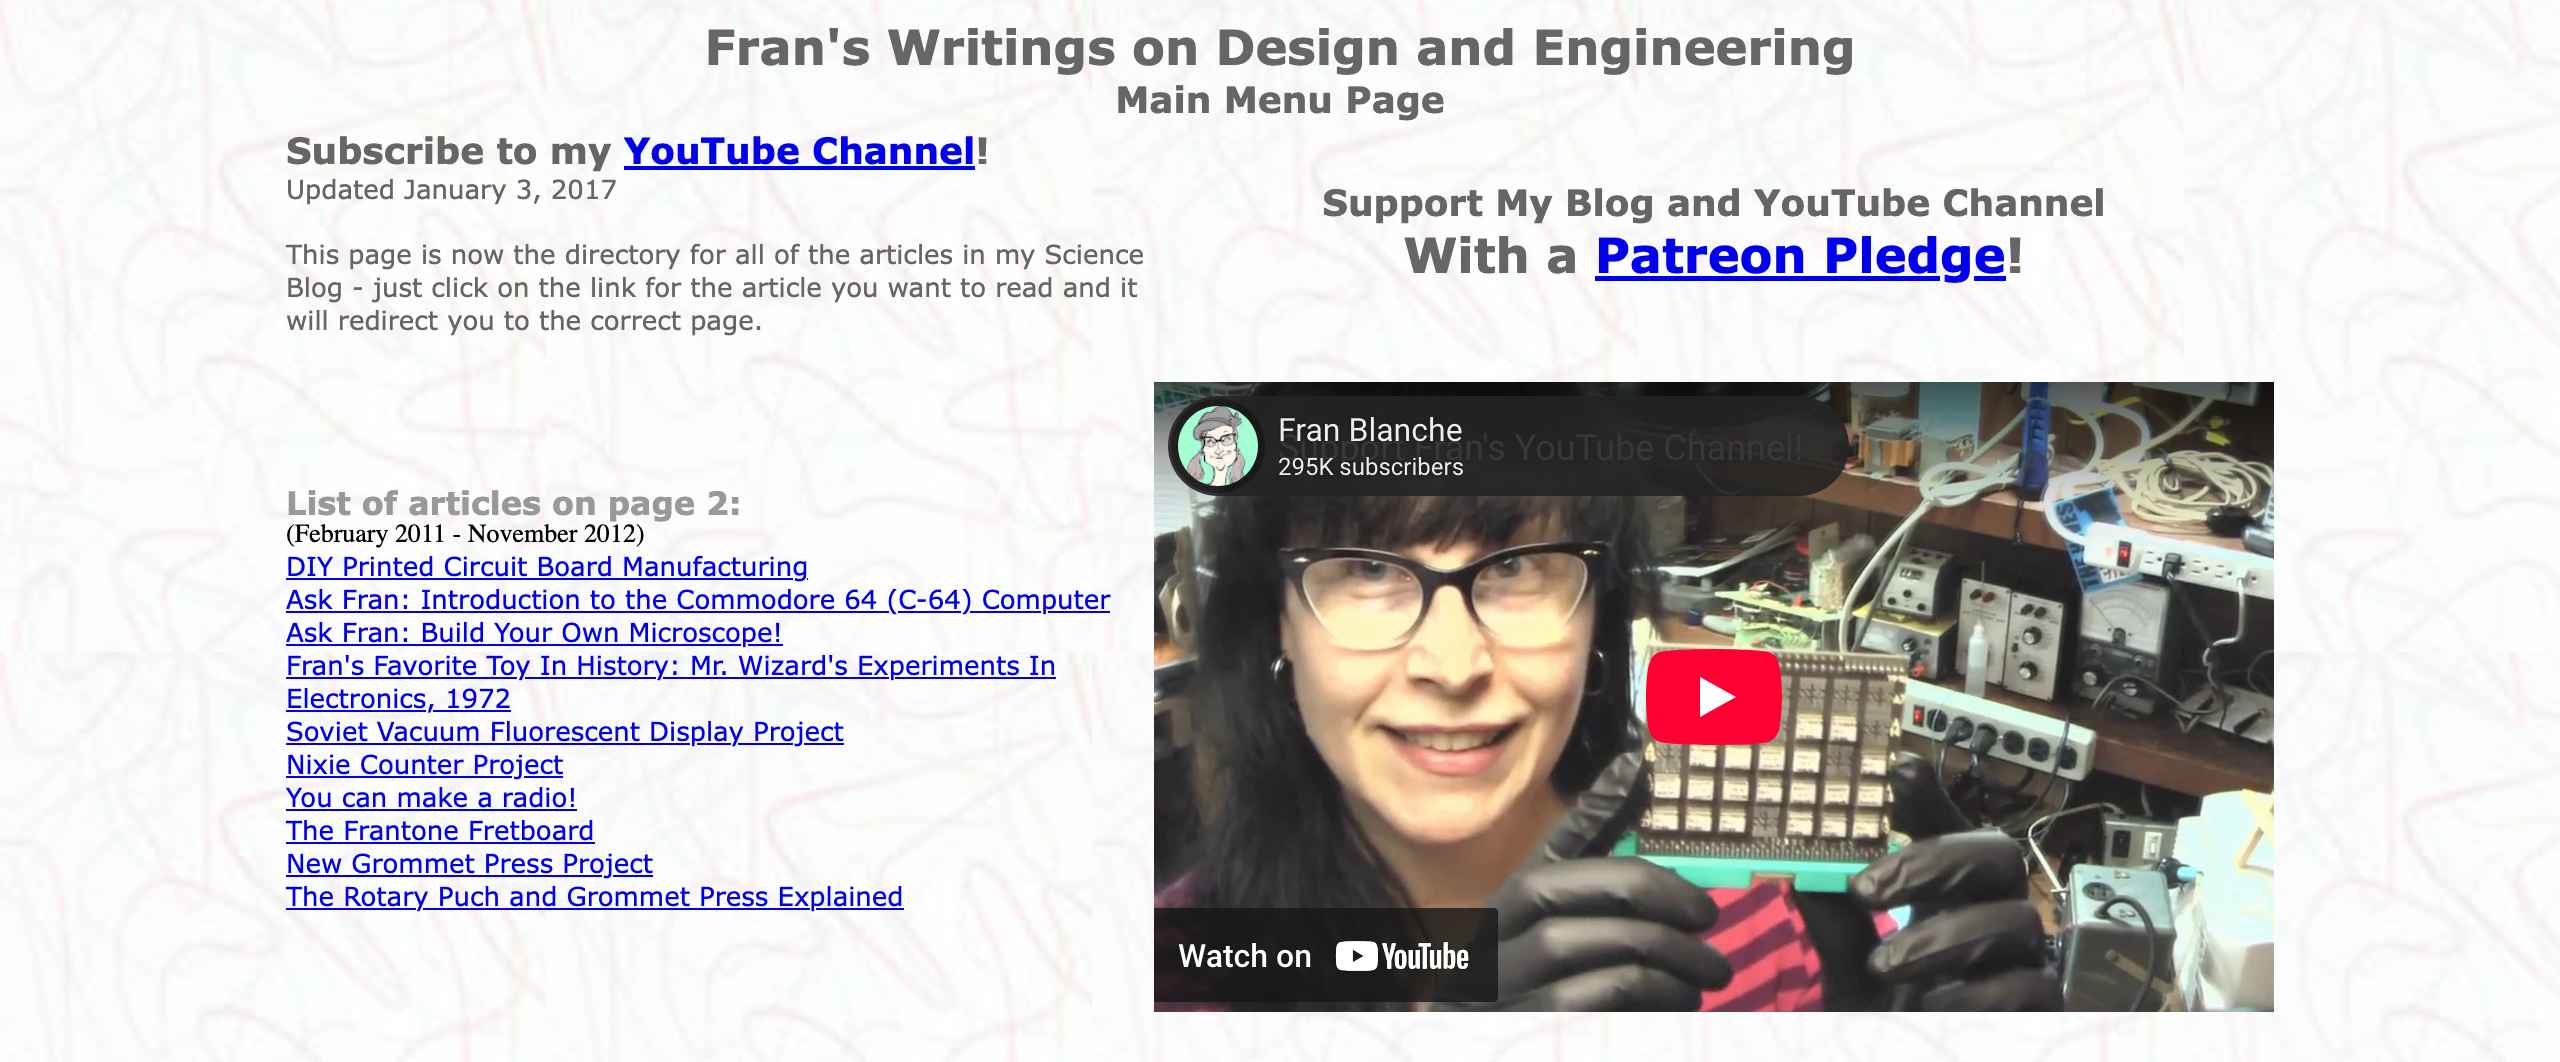 Fran's Writings on Design and Engineering
Main Menu Page
Subscribe to my YouTube Channel!
Updated January 3, 2017
This page is now the directory for all of the articles in my Science
Blog - just click on the link for the article you want to read and it
will redirect you to the correct page.
Support My Blog and YouTube Channel
With a Patreon Pledge!
List of articles on page 2:
(February 2011 - November 2012)
DIY Printed Circuit Board Manufacturing
Ask Fran: Introduction to the Commodore 64 (C-64) Computer
Ask Fran: Build Your Own Microscope!
Fran's Favorite Toy In History: Mr. Wizard's Experiments In
Electronics, 1972
Soviet Vacuum Fluorescent Display Project
Nixie Counter Project
You can make a radio!
The Frantone Fretboard
New Grommet Press Project
The Rotary Puch and Grommet Press Explained
Fran Blanche
Support Fran's YouTube Channel!
295K subscribers
Watch on YouTube